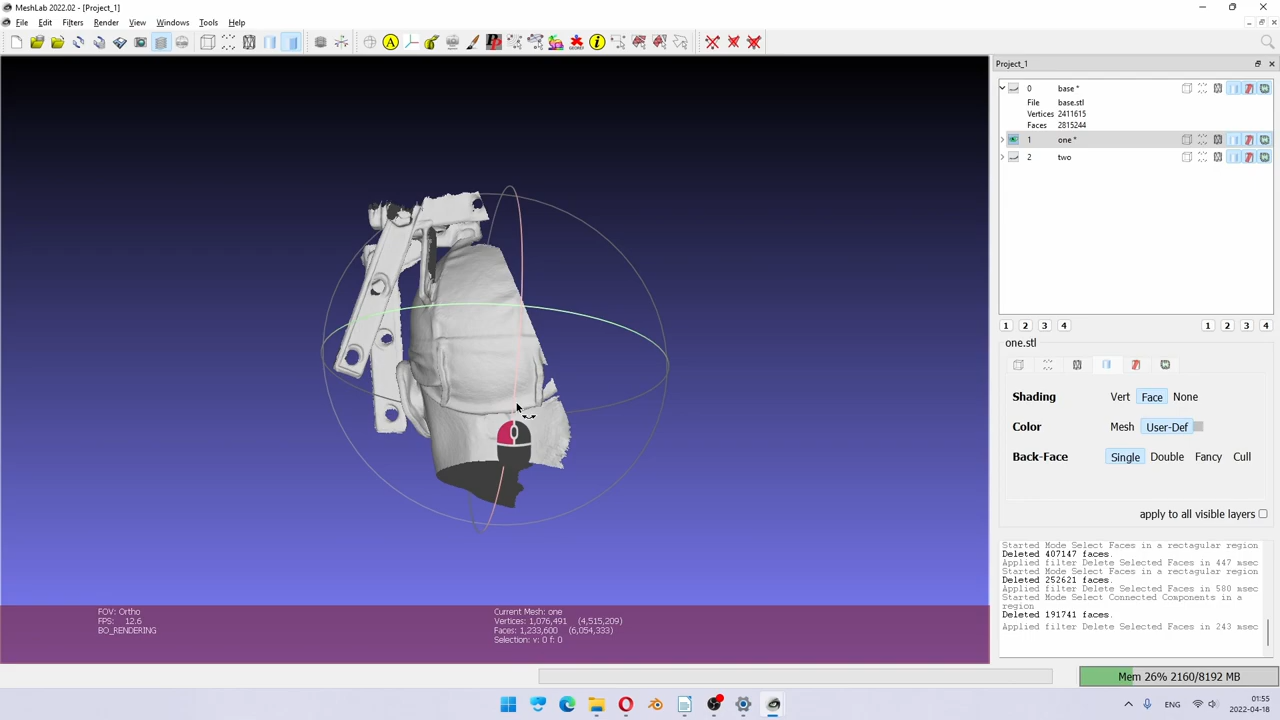 MeshLab 2022.02 - [Project_1]
File Edit Filters Render View Windows Tools Help
Project_1
0 base *
File base.stl
Vertices 2411615
Faces 2815244
1 one *
2 two
1 2 3 4 1 2 3 4
one.stl
Shading Vert Face None
Color Mesh User-Def
Back-Face Single Double Fancy Cull
apply to all visible layers
Started Mode Select Faces in a rectagular region
Deleted 407147 faces.
Applied filter Delete Selected Faces in 447 msec
Started Mode Select Faces in a rectagular region
Deleted 252621 faces.
Applied filter Delete Selected Faces in 580 msec
Started Mode Select Connected Components in a
region
Deleted 191741 faces.
Applied filter Delete Selected Faces in 243 msec
FOV: Ortho
FPS: 12.6
BO_RENDERING
Current Mesh: one
Vertices: 1,076,491 (4,515,209)
Faces: 1,233,600 (6,054,333)
Selection: v: 0 f: 0
Mem 26% 2160/8192 MB
ENG
01:55
2022-04-18